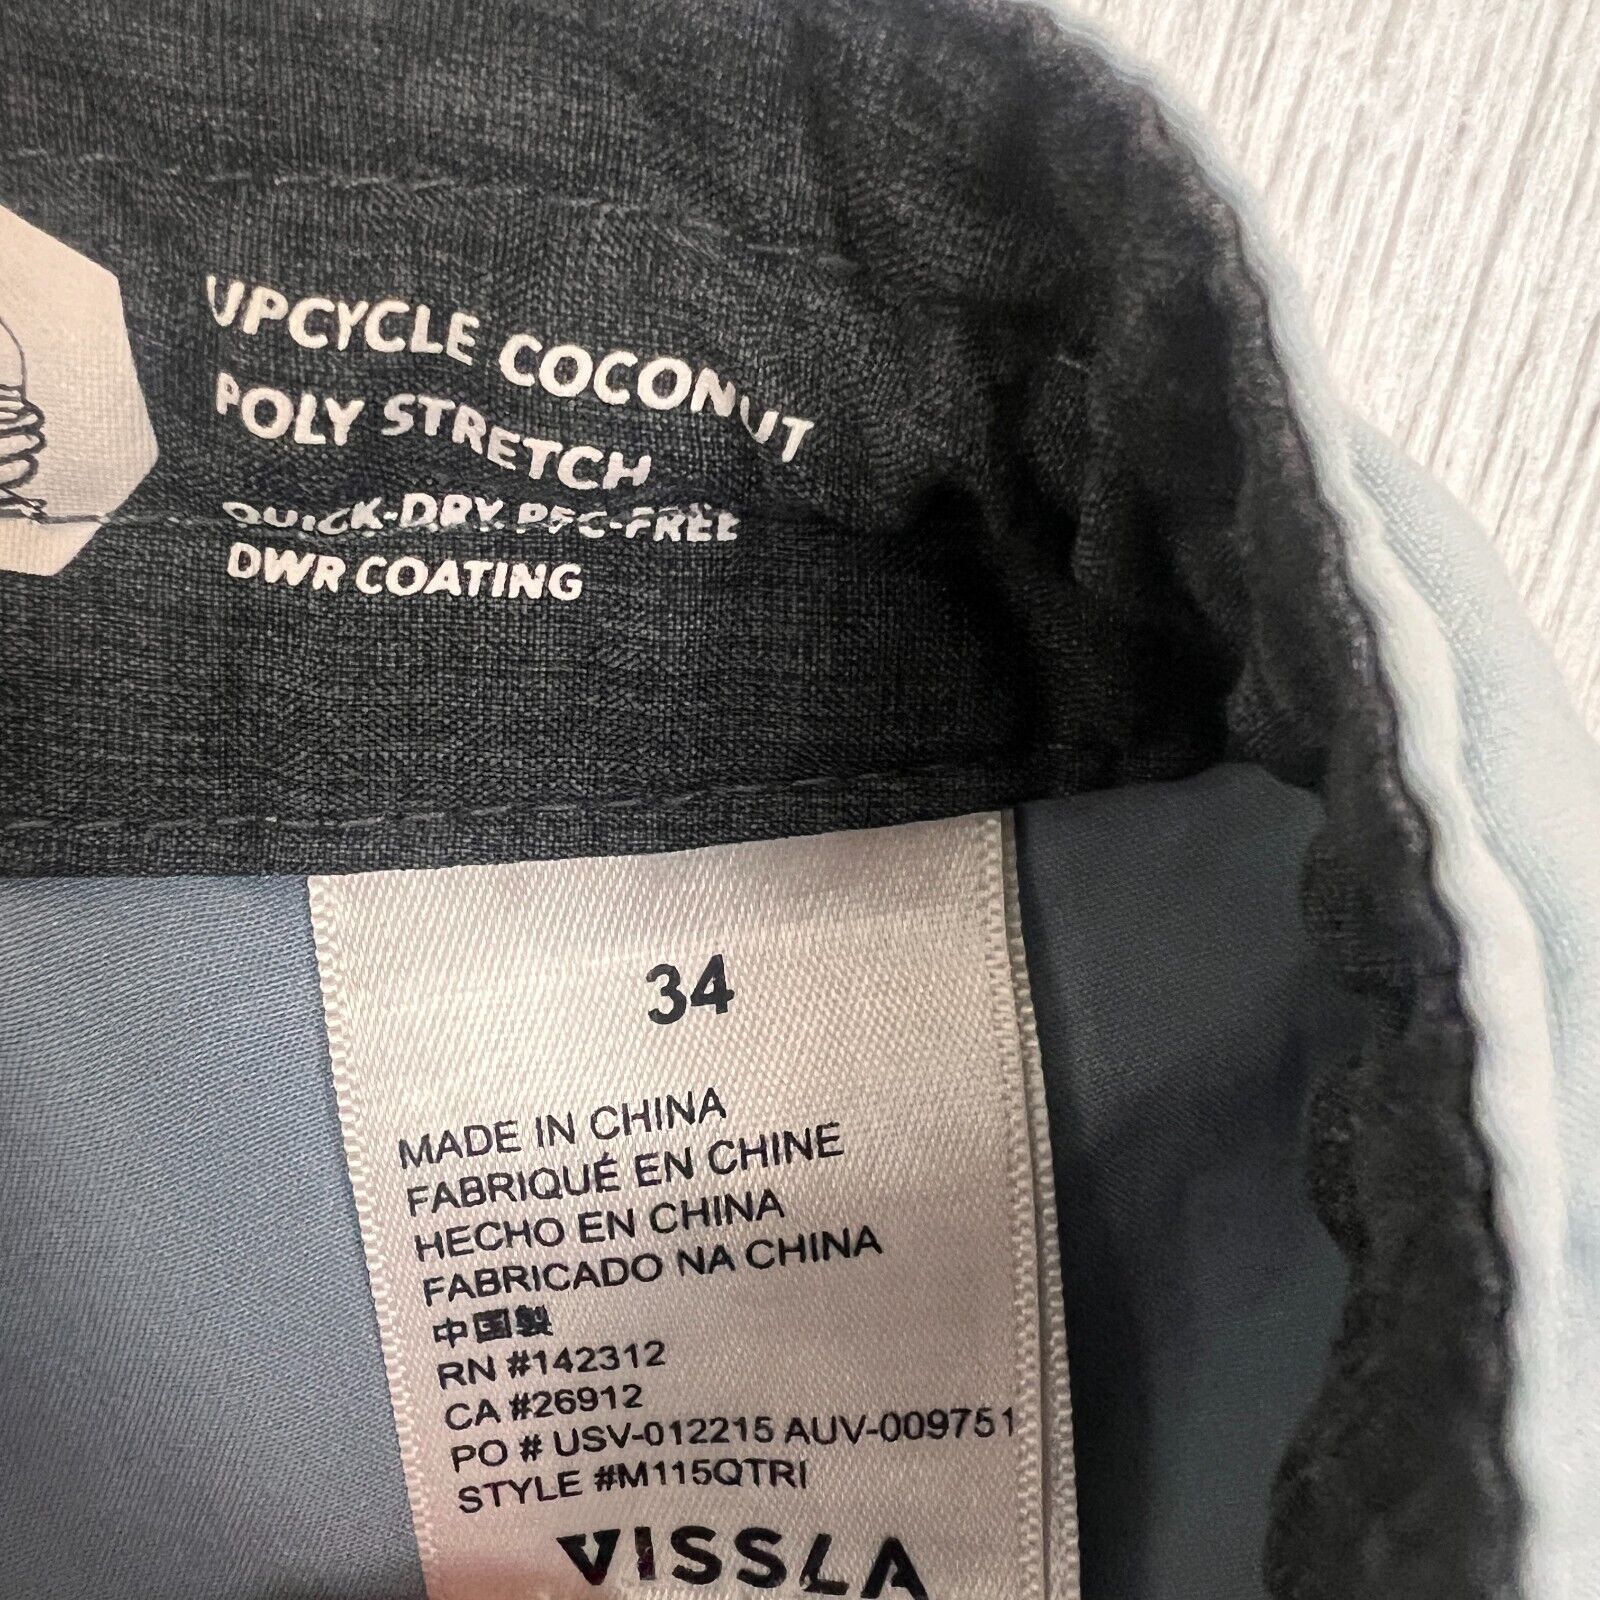 UPCYCLE COCONUT
POLY STRETCH
QUICK-DRY, PFC-FREE
DWR COATING
34
MADE IN CHINA
FABRIQUÉ EN CHINE
HECHO EN CHINA
FABRICADO NA CHINA
中国製
RN #142312
CA #26912
PO # USV-012215 AUV-009751
STYLE #M115QTRI
VISSLA